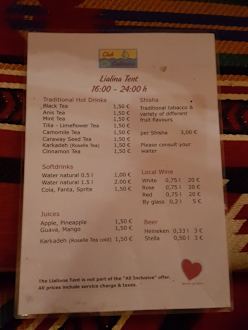 Club
Lialina Tent
16:00 - 24:00 h
Traditional Hot Drinks
Black Tea 1,50 €
Anis Tea 1,50 €
Mint Tea 1,50 €
Tilia - Limeflower Tea 1,50 €
Camomile Tea 1,50 €
Caraway Seed Tea 1,50 €
Karkadeh (Roselle Tea) 1,50 €
Cinnamon Tea 1,50 €
Shisha
Traditional tobacco &
variety of different
fruit flavours
per Shisha 3,00 €
Please consult your
waiter
Softdrinks
Water natural 0.5 l 1,00 €
Water natural 1.5 l 2,00 €
Cola, Fanta, Sprite 1,50 €
Local Wine
White 0,75 l 20 €
Rose 0,75 l 20 €
Red 0,75 l 20 €
By glass 0,2 l 5 €
Juices
Apple, Pineapple 1,50 €
Guava, Mango 1,50 €
Karkadeh (Roselle Tea cold) 1,50 €
Beer
Heineken 0,33 l 3 €
Stella 0,50 l 3 €
The Lialina Tent is not part of the "All Inclusive" offer.
All prices include service charge & taxes.